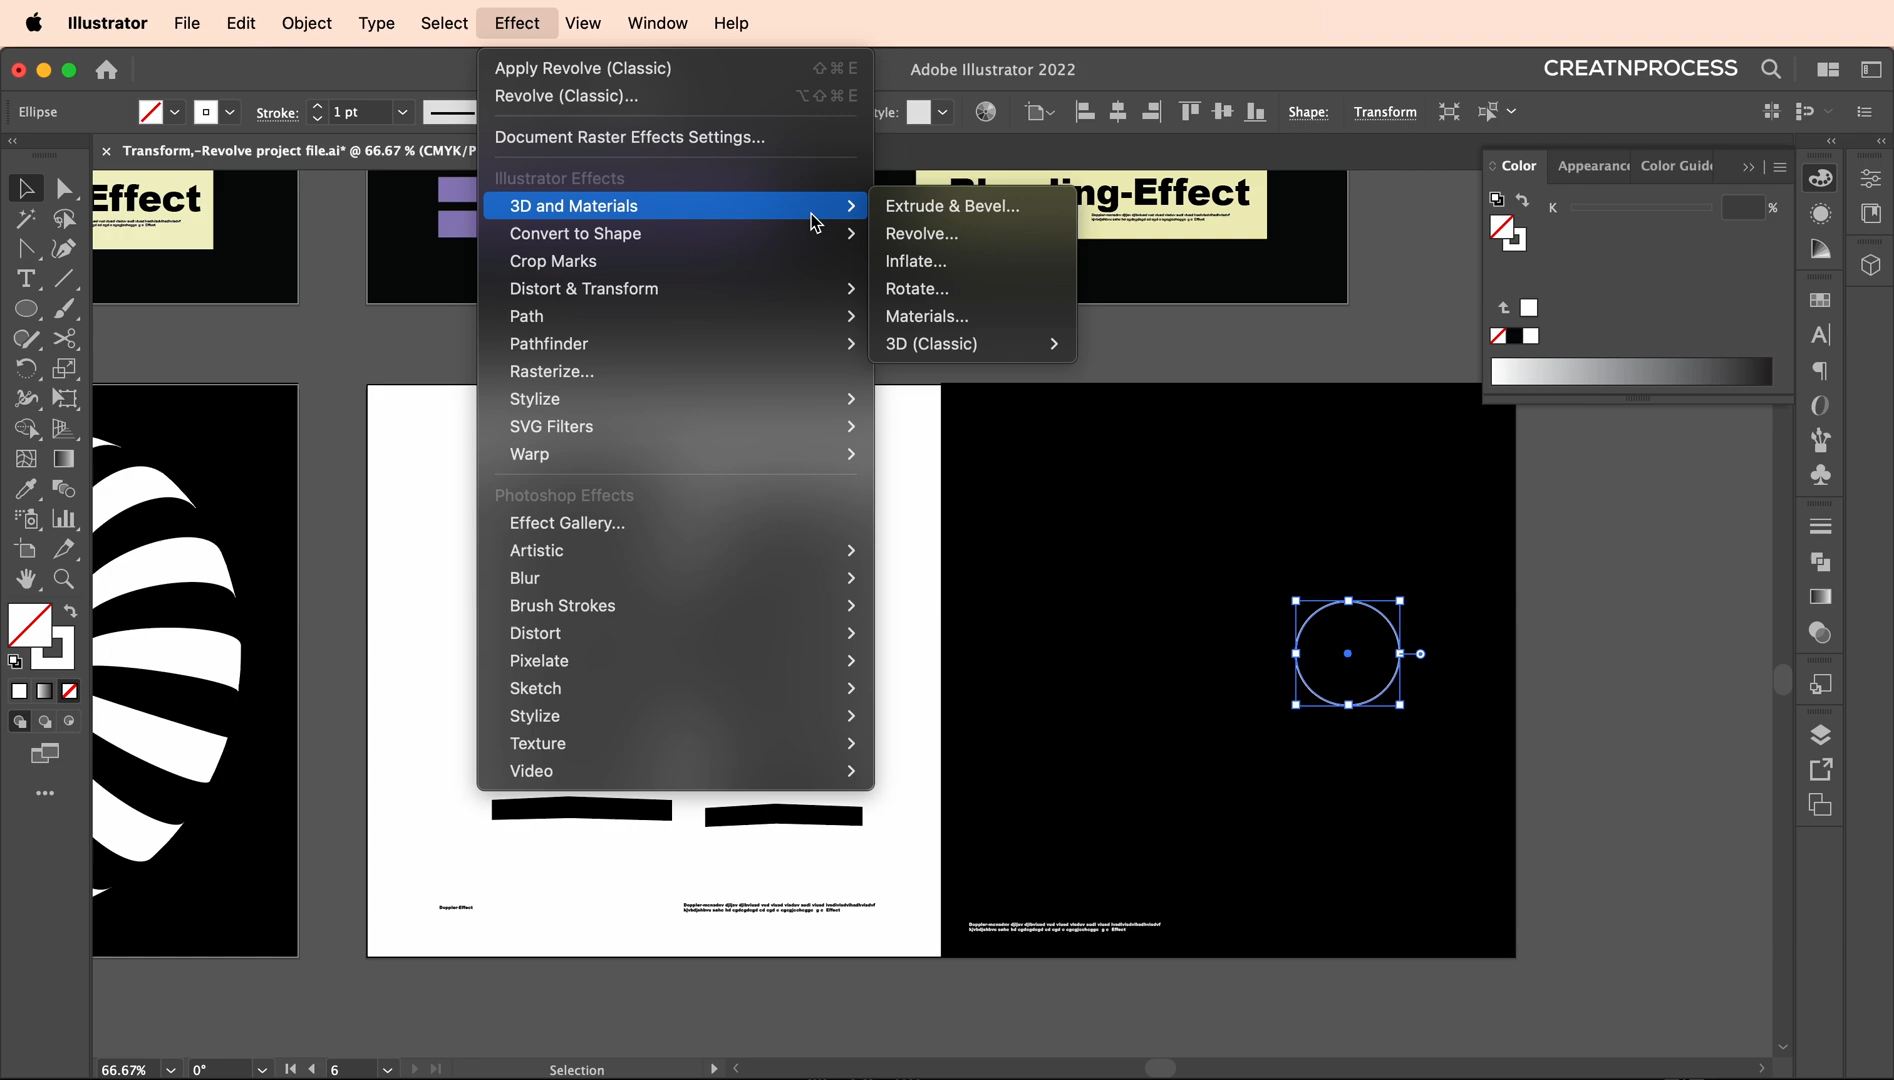 Illustrator File Edit Object Type Select Effect View Window Help
Adobe Illustrator 2022
CREATNPROCESS
Ellipse
Stroke:
1 pt
tyle:
Shape:
Transform
× Transform,-Revolve project file.ai* @ 66.67 % (CMYK/P
Apply Revolve (Classic) ⇧⌘E
Revolve (Classic)... ⌥⇧⌘E
Document Raster Effects Settings...
Illustrator Effects
3D and Materials
Convert to Shape
Crop Marks
Distort & Transform
Path
Pathfinder
Rasterize...
Stylize
SVG Filters
Warp
Photoshop Effects
Effect Gallery...
Artistic
Blur
Brush Strokes
Distort
Pixelate
Sketch
Stylize
Texture
Video
Extrude & Bevel...
Revolve...
Inflate...
Rotate...
Materials...
3D (Classic)
Color
Appearanc
Color Guid
K
%
Effect
ng-Effect
Doppler-Effect
66.67%
0°
6
Selection